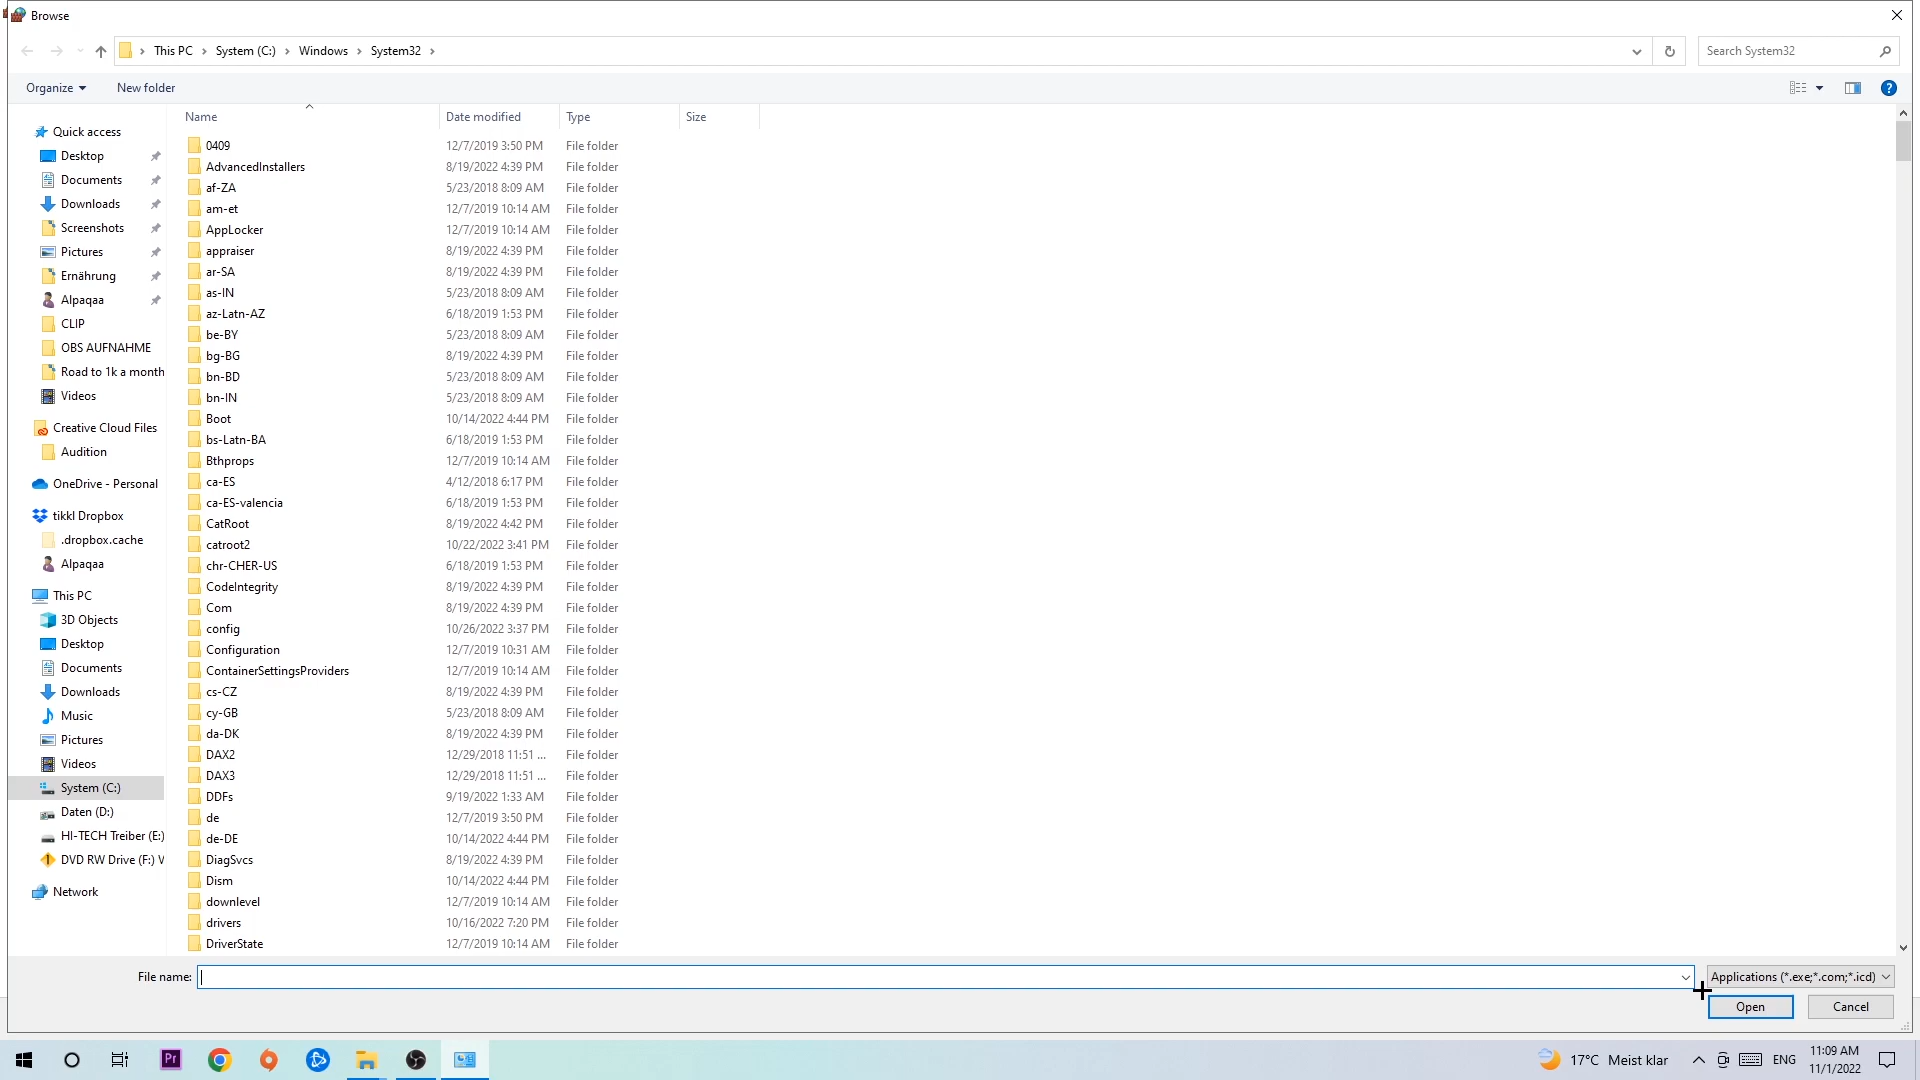 Browse
This PC
System (C:)
Windows
System32
Search System32
Organize
New folder
Name
Date modified
Type
Size
Quick access
Desktop
Documents
Downloads
Screenshots
Pictures
Ernährung
Alpaqaa
CLIP
OBS AUFNAHME
Road to 1k a month
Videos
Creative Cloud Files
Audition
OneDrive - Personal
tikkl Dropbox
.dropbox.cache
Alpaqaa
This PC
3D Objects
Desktop
Documents
Downloads
Music
Pictures
Videos
System (C:)
Daten (D:)
HI-TECH Treiber (E:)
DVD RW Drive (F:) V
Network
0409 12/7/2019 3:50 PM File folder
AdvancedInstallers 8/19/2022 4:39 PM File folder
af-ZA 5/23/2018 8:09 AM File folder
am-et 12/7/2019 10:14 AM File folder
AppLocker 12/7/2019 10:14 AM File folder
appraiser 8/19/2022 4:39 PM File folder
ar-SA 8/19/2022 4:39 PM File folder
as-IN 5/23/2018 8:09 AM File folder
az-Latn-AZ 6/18/2019 1:53 PM File folder
be-BY 5/23/2018 8:09 AM File folder
bg-BG 8/19/2022 4:39 PM File folder
bn-BD 5/23/2018 8:09 AM File folder
bn-IN 5/23/2018 8:09 AM File folder
Boot 10/14/2022 4:44 PM File folder
bs-Latn-BA 6/18/2019 1:53 PM File folder
Bthprops 12/7/2019 10:14 AM File folder
ca-ES 4/12/2018 6:17 PM File folder
ca-ES-valencia 6/18/2019 1:53 PM File folder
CatRoot 8/19/2022 4:42 PM File folder
catroot2 10/22/2022 3:41 PM File folder
chr-CHER-US 6/18/2019 1:53 PM File folder
CodeIntegrity 8/19/2022 4:39 PM File folder
Com 8/19/2022 4:39 PM File folder
config 10/26/2022 3:37 PM File folder
Configuration 12/7/2019 10:31 AM File folder
ContainerSettingsProviders 12/7/2019 10:14 AM File folder
cs-CZ 8/19/2022 4:39 PM File folder
cy-GB 5/23/2018 8:09 AM File folder
da-DK 8/19/2022 4:39 PM File folder
DAX2 12/29/2018 11:51 ... File folder
DAX3 12/29/2018 11:51 ... File folder
DDFs 9/19/2022 1:33 AM File folder
de 12/7/2019 3:50 PM File folder
de-DE 10/14/2022 4:44 PM File folder
DiagSvcs 8/19/2022 4:39 PM File folder
Dism 10/14/2022 4:44 PM File folder
downlevel 12/7/2019 10:14 AM File folder
drivers 10/16/2022 7:20 PM File folder
DriverState 12/7/2019 10:14 AM File folder
File name:
Applications (*.exe;*.com;*.icd)
Open
Cancel
Pr
17°C Meist klar
ENG
11:09 AM
11/1/2022